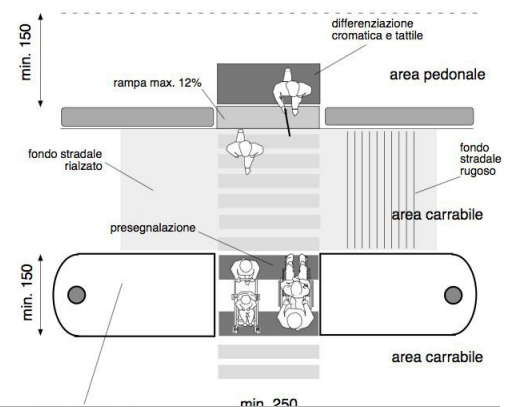 differenziazione
cromatica e tattile
min. 150
area pedonale
rampa max. 12%
fondo stradale
rialzato
fondo
stradale
rugoso
area carrabile
presegnalazione
min. 150
area carrabile
min. 250